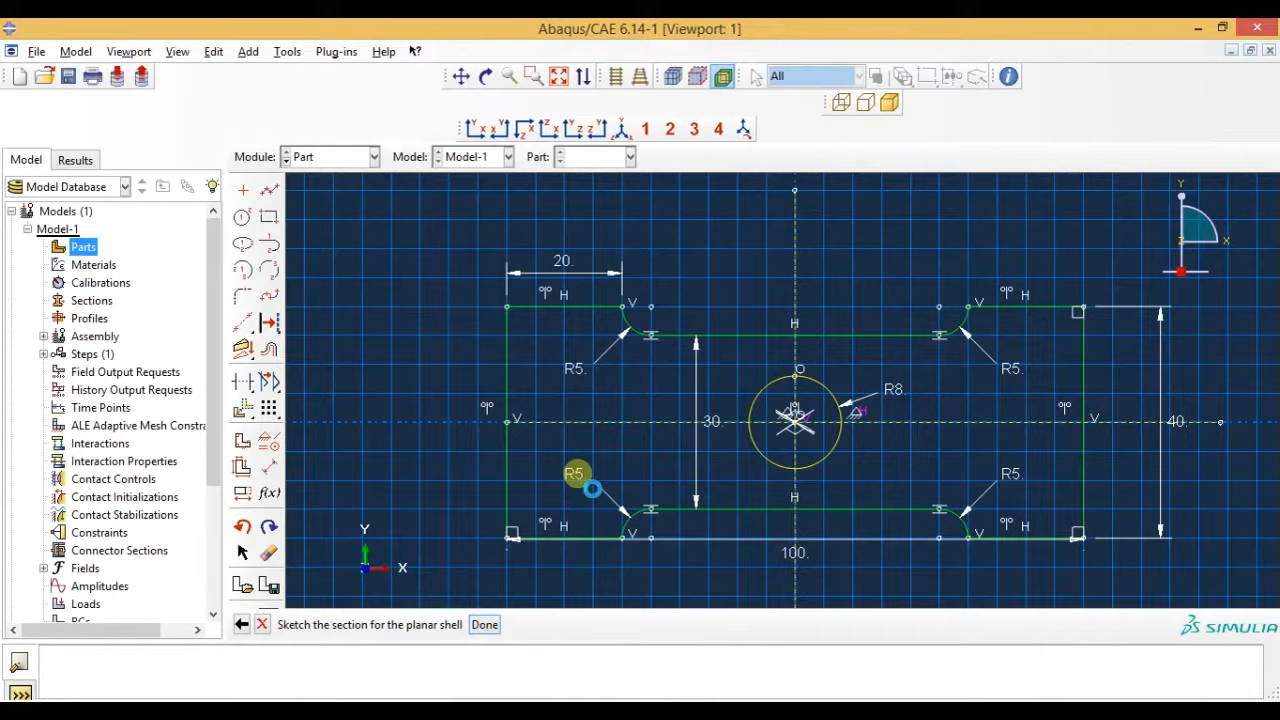 Abaqus/CAE 6.14-1 [Viewport: 1]
File Model Viewport View Edit Add Tools Plug-ins Help
All
1 2 3 4
Model Results
Module: Part Model: Model-1 Part:
Model Database
Models (1)
Model-1
Parts
Materials
Calibrations
Sections
Profiles
Assembly
Steps (1)
Field Output Requests
History Output Requests
Time Points
ALE Adaptive Mesh Constra
Interactions
Interaction Properties
Contact Controls
Contact Initializations
Contact Stabilizations
Constraints
Connector Sections
Fields
Amplitudes
Loads
f(x)
Y
Z X
20.
H V H V H
R5. R5.
R8.
V 30. V 40.
R5. R5.
H V H V H
100.
Y
X
Sketch the section for the planar shell Done
SIMULIA
>>>